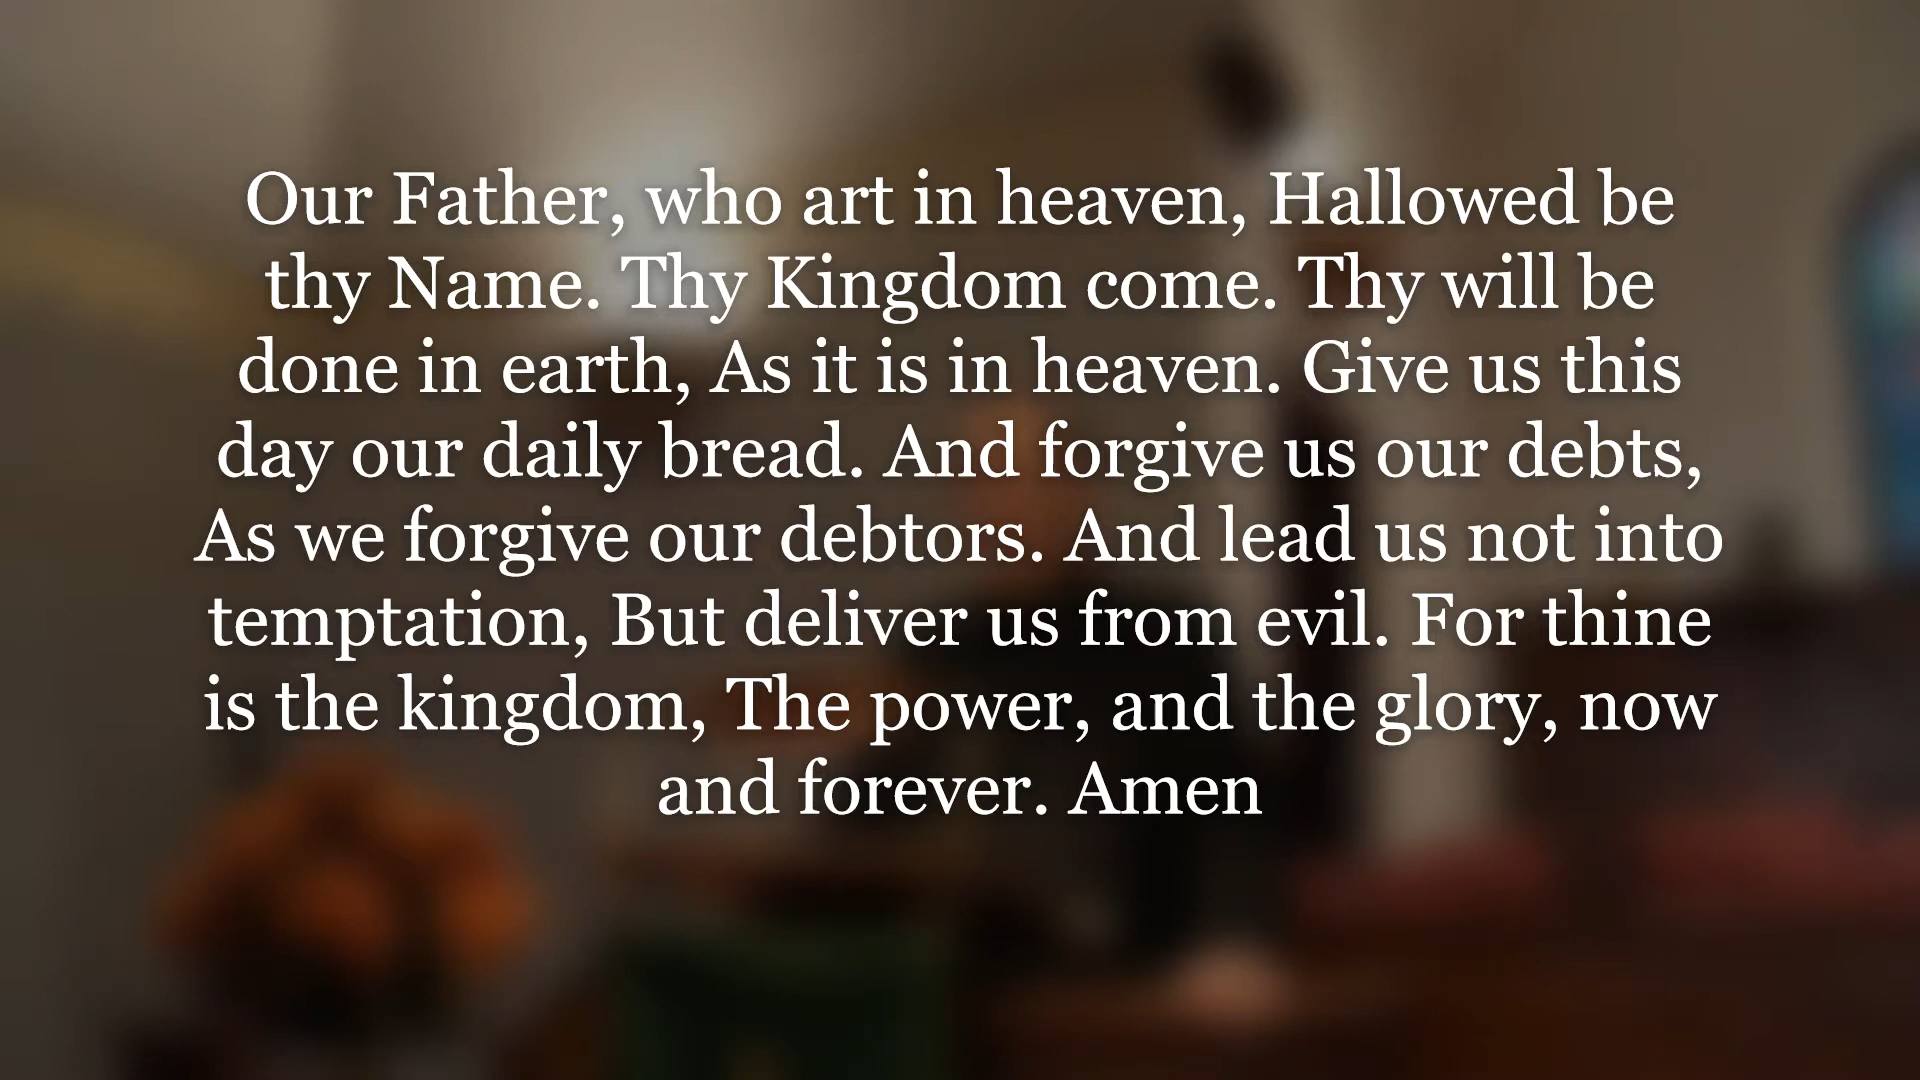 Our Father, who art in heaven, Hallowed be
thy Name. Thy Kingdom come. Thy will be
done in earth, As it is in heaven. Give us this
day our daily bread. And forgive us our debts,
As we forgive our debtors. And lead us not into
temptation, But deliver us from evil. For thine
is the kingdom, The power, and the glory, now
and forever. Amen